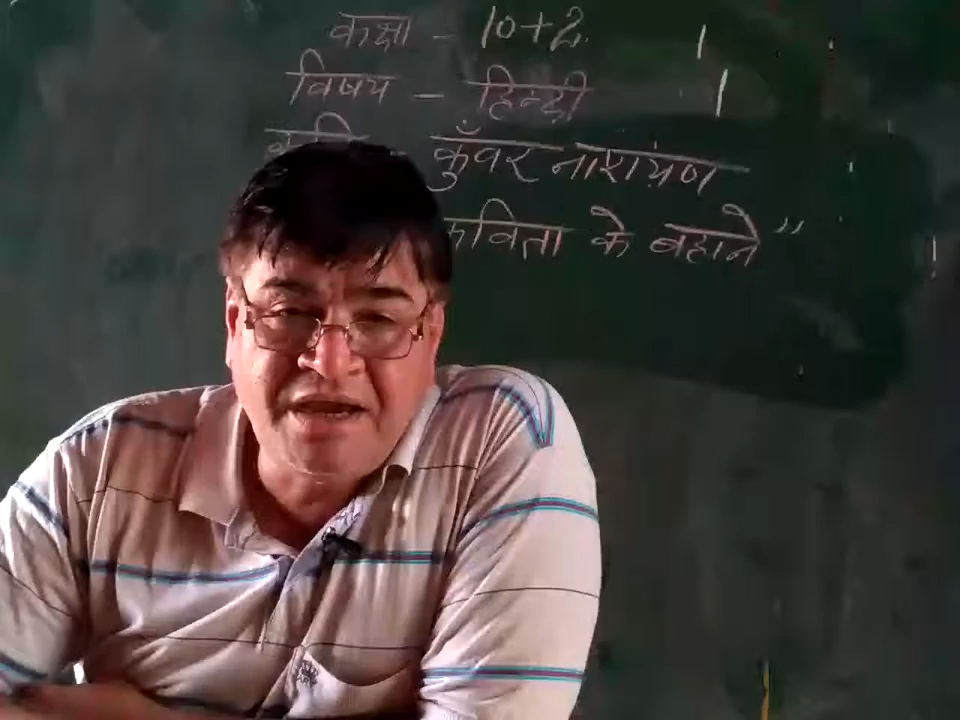 कक्षा - 10+2
विषय - हिन्दी
कुँवर नारायण
कविता के बहाने "